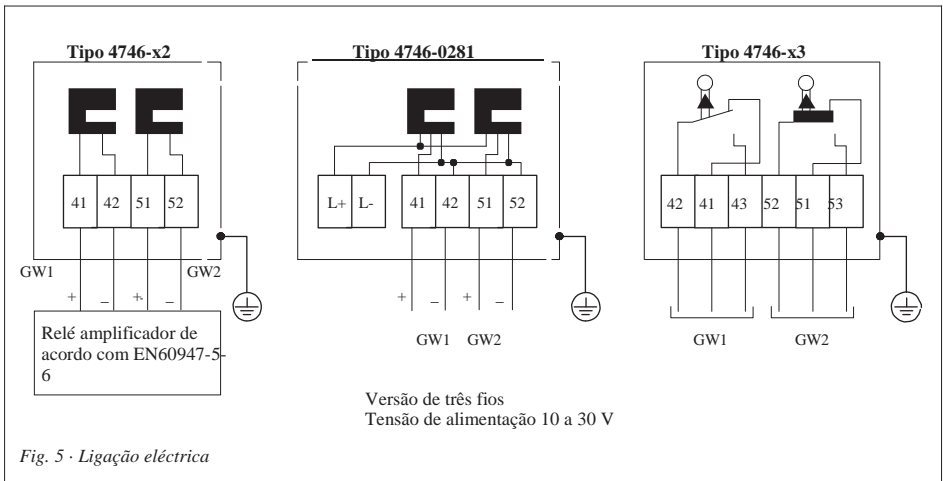 Tipo 4746-x2
Tipo 4746-0281
Tipo 4746-x3
41 42 51 52
L+ L- 41 42 51 52
42 41 43 52 51 53
GW1
GW2
+ – + –
+ – + –
GW1 GW2
GW1
GW2
Relé amplificador de
acordo com EN60947-5-
6
Versão de três fios
Tensão de alimentação 10 a 30 V
Fig. 5 · Ligação eléctrica